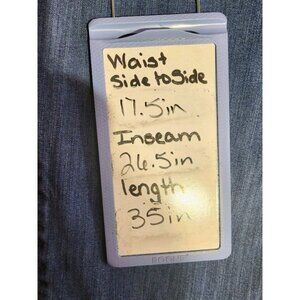 Waist
Side to Side
17.5in
Inseam
26.5in
length
35in